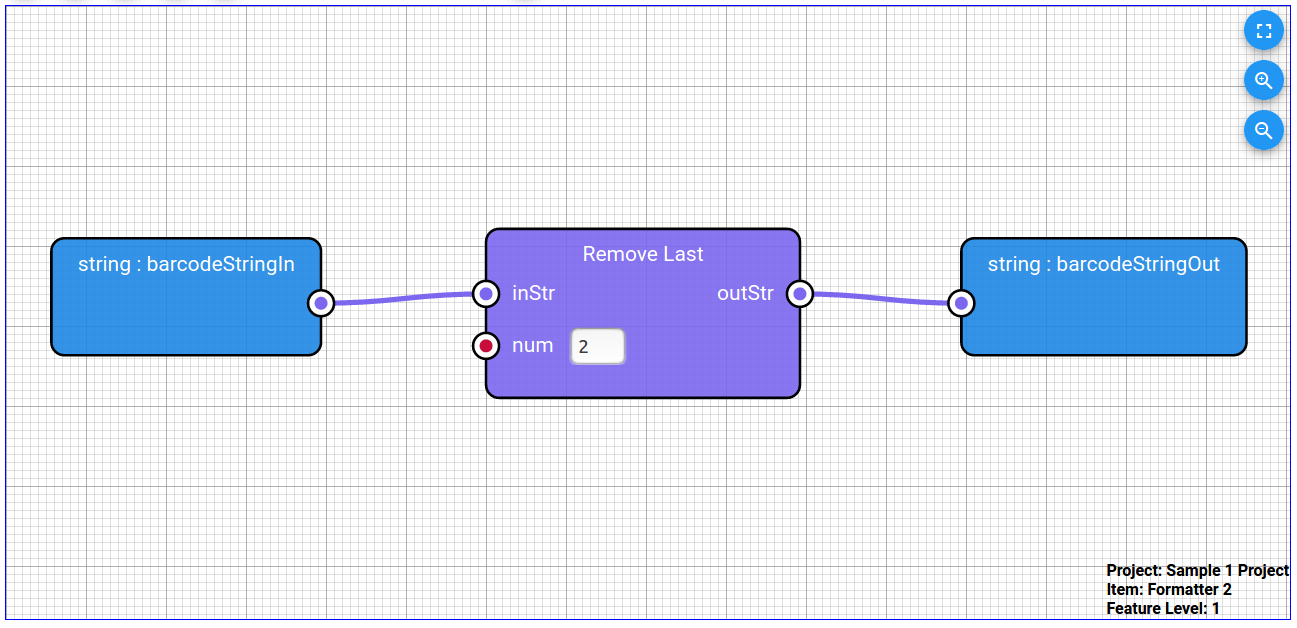 string : barcodeStringIn
Remove Last
inStr
outStr
num
2
string : barcodeStringOut
Project: Sample 1 Project
Item: Formatter 2
Feature Level: 1